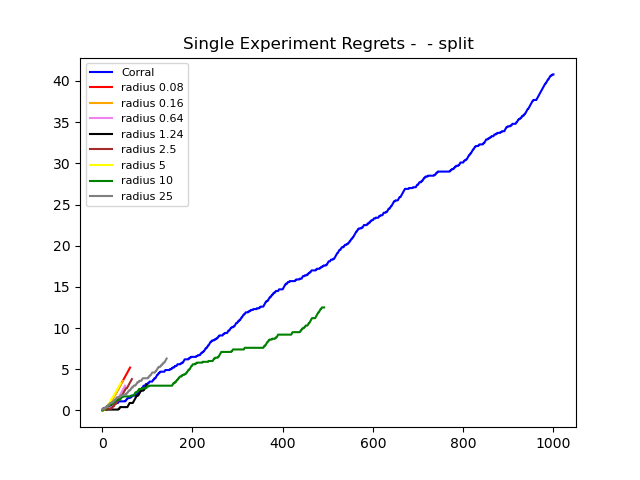 Single Experiment Regrets -  - split
Corral
radius 0.08
radius 0.16
radius 0.64
radius 1.24
radius 2.5
radius 5
radius 10
radius 25
40
35
30
25
20
15
10
5
0
0 200 400 600 800 1000